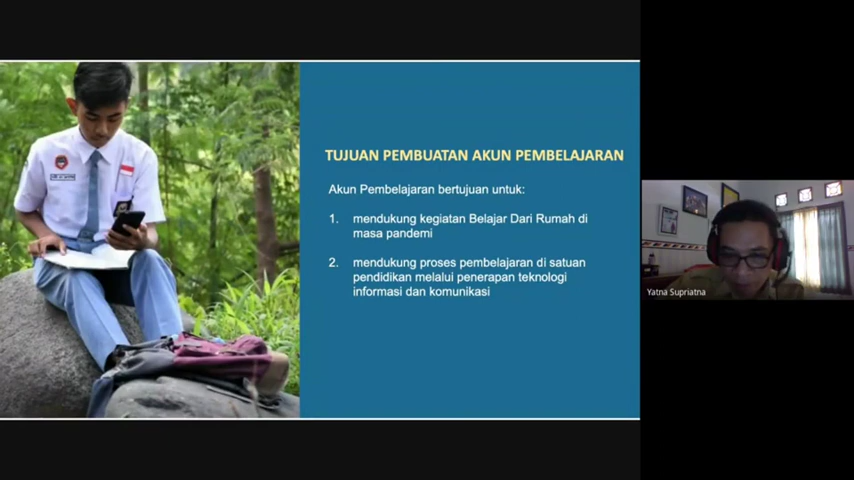 TUJUAN PEMBUATAN AKUN PEMBELAJARAN
Akun Pembelajaran bertujuan untuk:
1. mendukung kegiatan Belajar Dari Rumah di
masa pandemi
2. mendukung proses pembelajaran di satuan
pendidikan melalui penerapan teknologi
informasi dan komunikasi
Yatna Supriatna